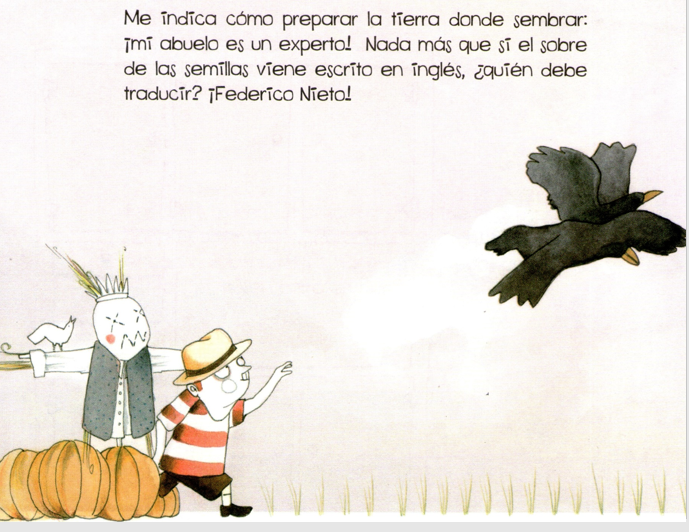 Me indica cómo preparar la tierra donde sembrar:
¡mi abuelo es un experto! Nada más que si el sobre
de las semillas viene escrito en inglés, ¿quién debe
traducir? ¡Federico Nieto!